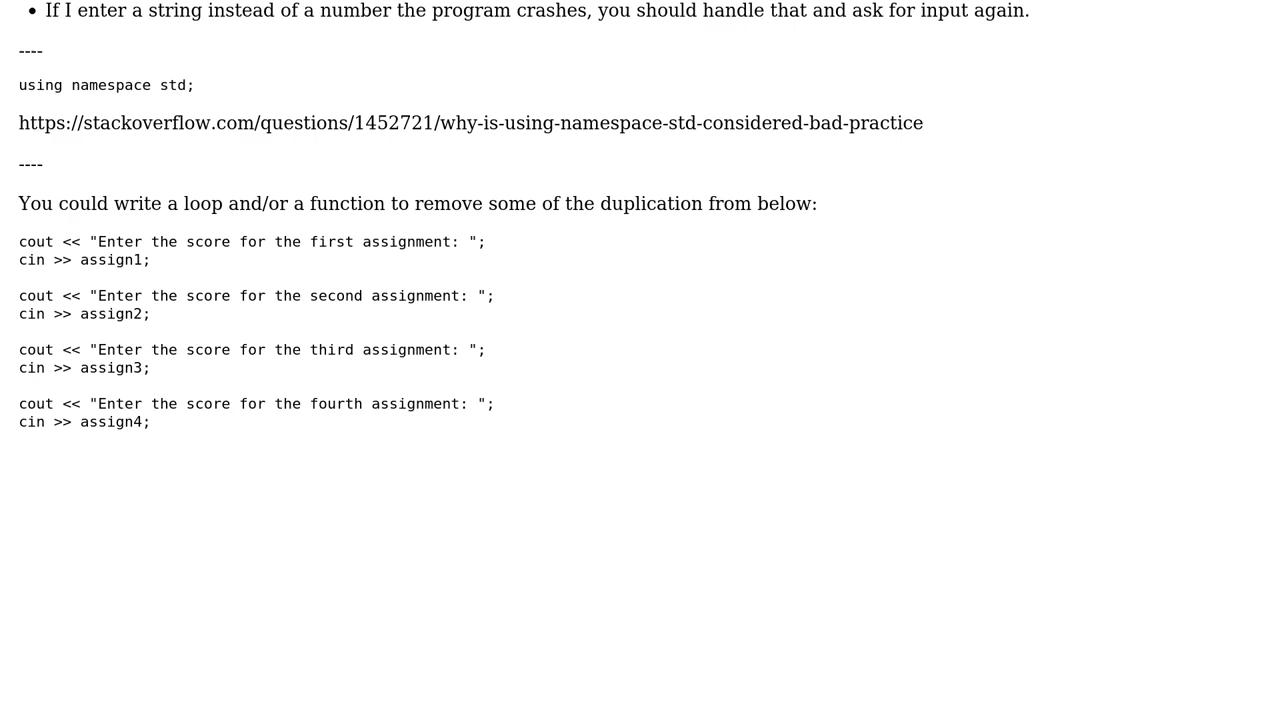 • If I enter a string instead of a number the program crashes, you should handle that and ask for input again.
----
using namespace std;
https://stackoverflow.com/questions/1452721/why-is-using-namespace-std-considered-bad-practice
----
You could write a loop and/or a function to remove some of the duplication from below:
cout << "Enter the score for the first assignment: ";
cin >> assign1;
cout << "Enter the score for the second assignment: ";
cin >> assign2;
cout << "Enter the score for the third assignment: ";
cin >> assign3;
cout << "Enter the score for the fourth assignment: ";
cin >> assign4;